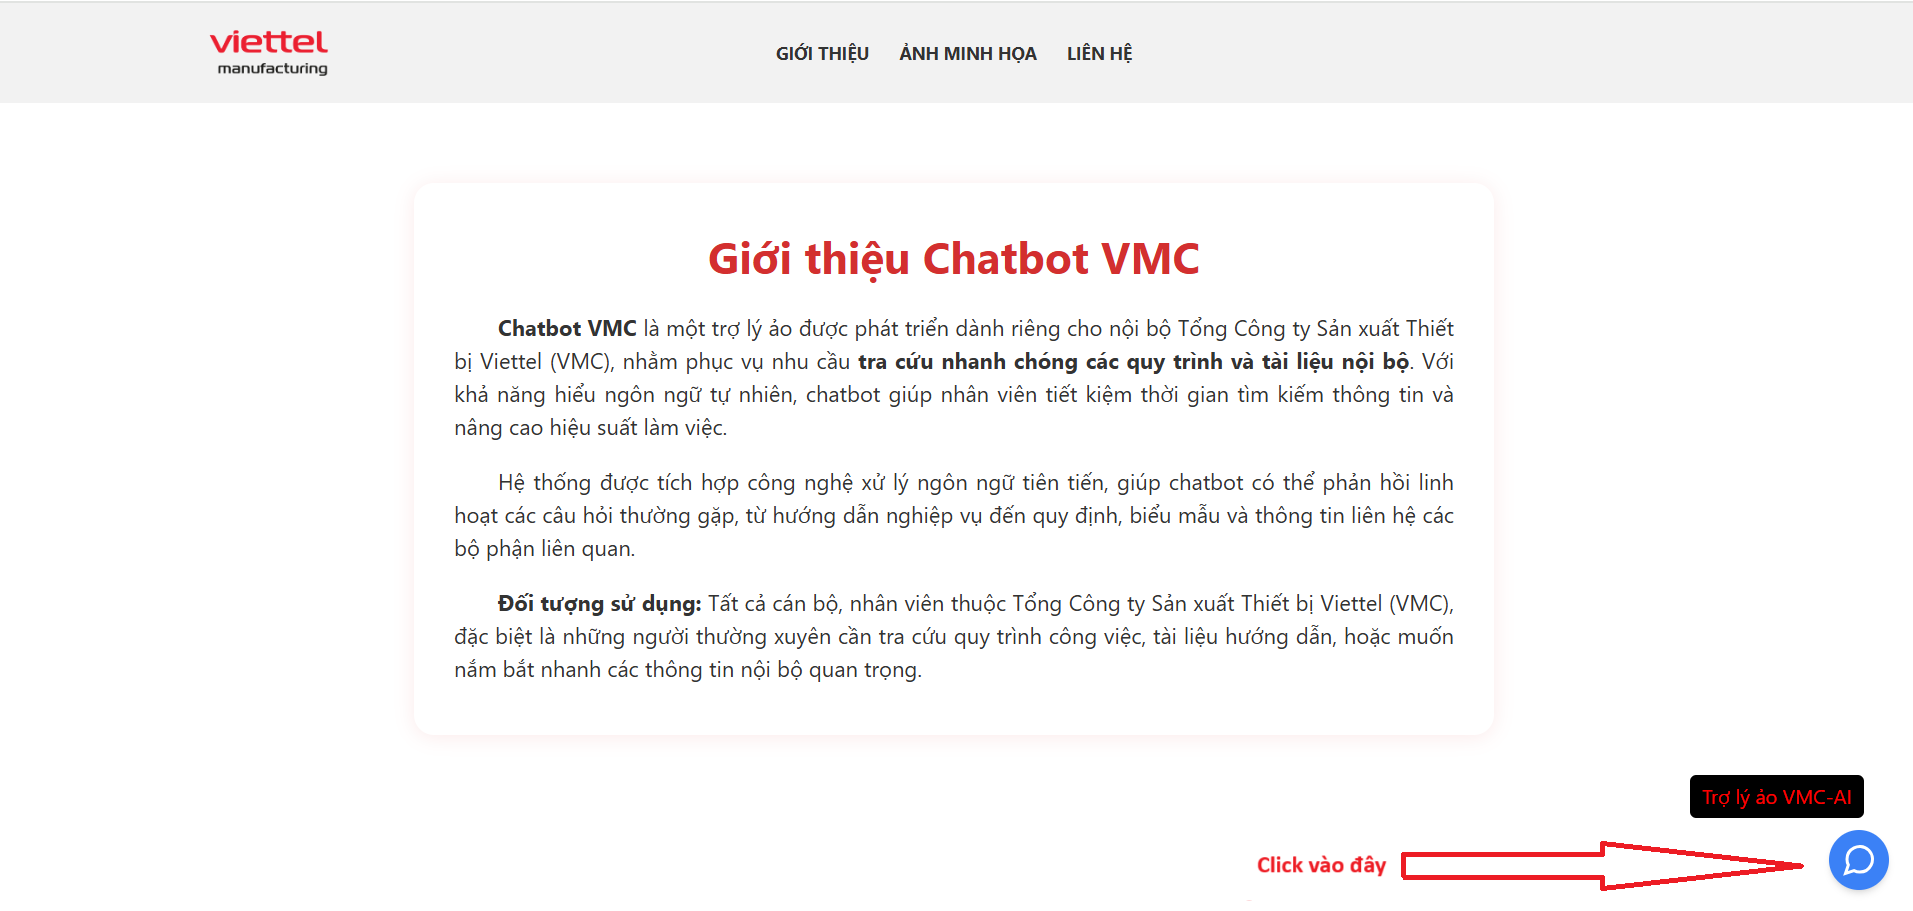 viettel
manufacturing
GIỚI THIỆU ẢNH MINH HỌA LIÊN HỆ
Giới thiệu Chatbot VMC
Chatbot VMC là một trợ lý ảo được phát triển dành riêng cho nội bộ Tổng Công ty Sản xuất Thiết
bị Viettel (VMC), nhằm phục vụ nhu cầu tra cứu nhanh chóng các quy trình và tài liệu nội bộ. Với
khả năng hiểu ngôn ngữ tự nhiên, chatbot giúp nhân viên tiết kiệm thời gian tìm kiếm thông tin và
nâng cao hiệu suất làm việc.
Hệ thống được tích hợp công nghệ xử lý ngôn ngữ tiên tiến, giúp chatbot có thể phản hồi linh
hoạt các câu hỏi thường gặp, từ hướng dẫn nghiệp vụ đến quy định, biểu mẫu và thông tin liên hệ các
bộ phận liên quan.
Đối tượng sử dụng: Tất cả cán bộ, nhân viên thuộc Tổng Công ty Sản xuất Thiết bị Viettel (VMC),
đặc biệt là những người thường xuyên cần tra cứu quy trình công việc, tài liệu hướng dẫn, hoặc muốn
nắm bắt nhanh các thông tin nội bộ quan trọng.
Trợ lý ảo VMC-AI
Click vào đây